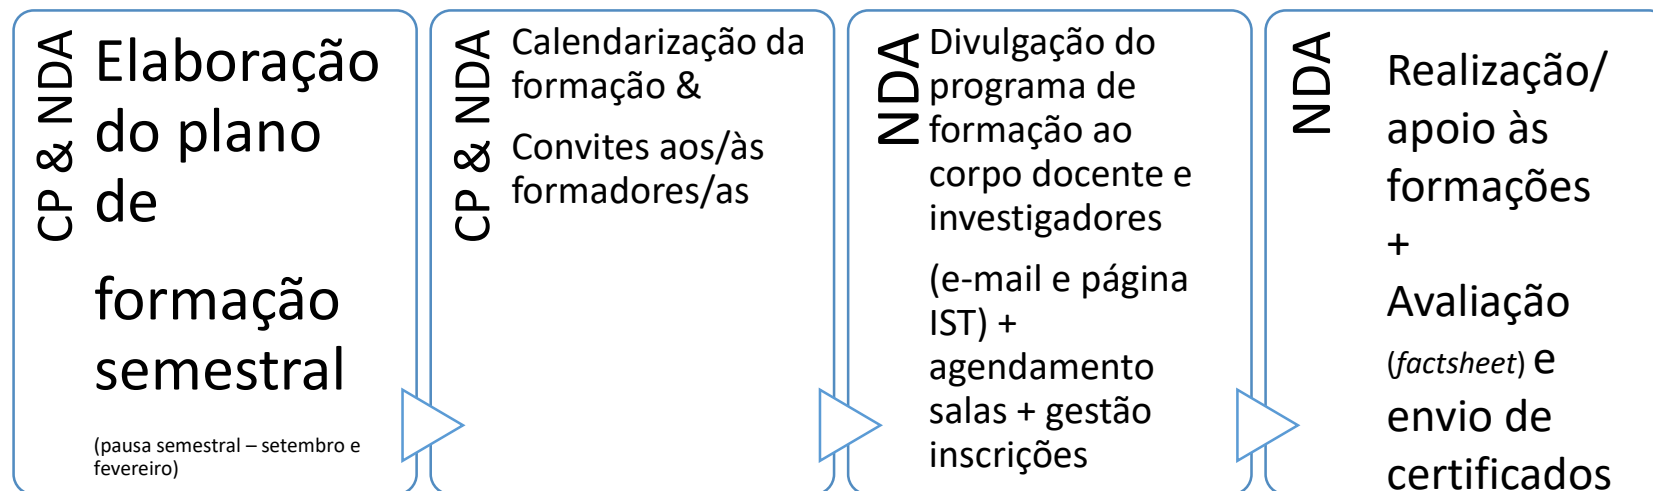 CP & NDA
Elaboração
do plano
de
formação
semestral
(pausa semestral – setembro e
fevereiro)
CP & NDA
Calendarização da
formação &
Convites aos/às
formadores/as
NDA
Divulgação do
programa de
formação ao
corpo docente e
investigadores
(e-mail e página
IST) +
agendamento
salas + gestão
inscrições
NDA
Realização/
apoio às
formações
+
Avaliação
(factsheet) e
envio de
certificados